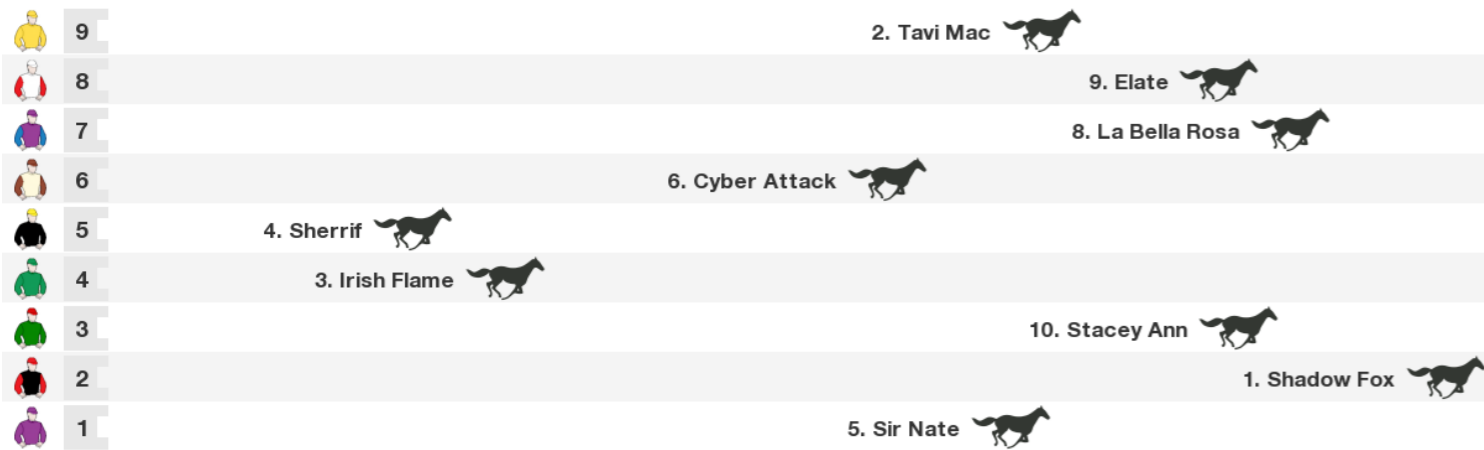 9 2. Tavi Mac
8 9. Elate
7 8. La Bella Rosa
6 6. Cyber Attack
5 4. Sherrif
4 3. Irish Flame
3 10. Stacey Ann
2 1. Shadow Fox
1 5. Sir Nate